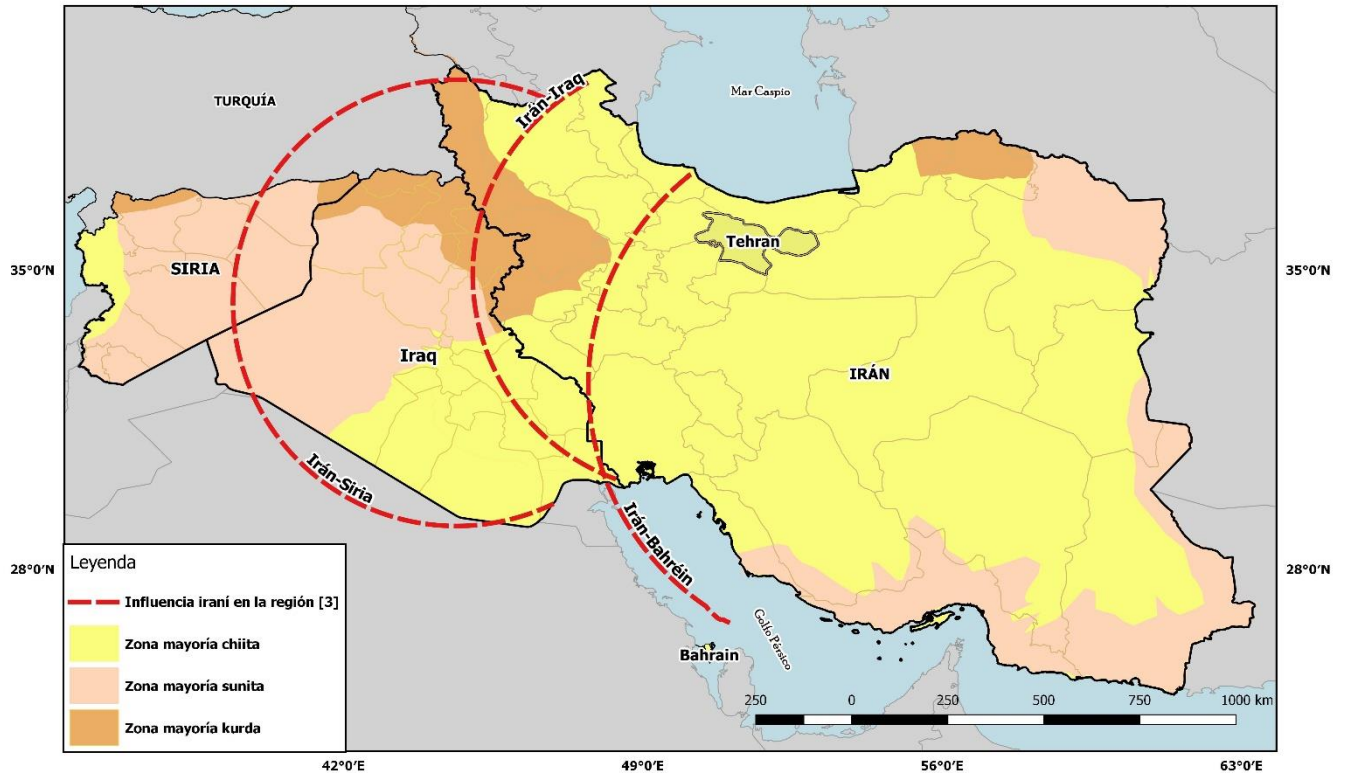 TURQUÍA
Mar Caspio
Irán-Iraq
Tehran
35°0'N
SIRIA
35°0'N
Iraq
IRÁN
Irán-Siria
Irán-Bahréin
28°0'N
28°0'N
Golfo Pérsico
Bahrain
Leyenda
Influencia iraní en la región [3]
Zona mayoría chiita
Zona mayoría sunita
Zona mayoría kurda
250 0 250 500 750 1000 km
42°0'E 49°0'E 56°0'E 63°0'E